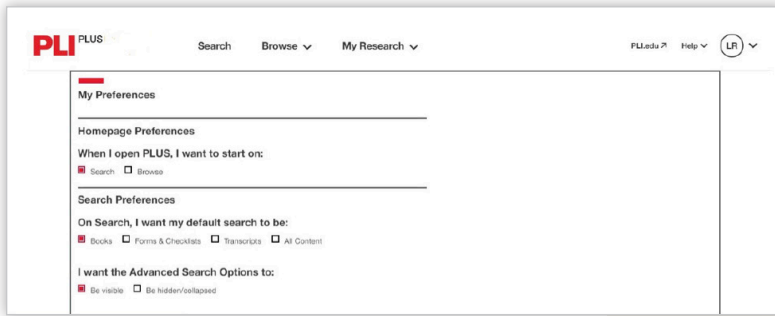 PLI PLUS Search Browse My Research PLI.edu Help LR
My Preferences
Homepage Preferences
When I open PLUS, I want to start on:
Search Browse
Search Preferences
On Search, I want my default search to be:
Books Forms & Checklists Transcripts All Content
I want the Advanced Search Options to:
Be visible Be hidden/collapsed